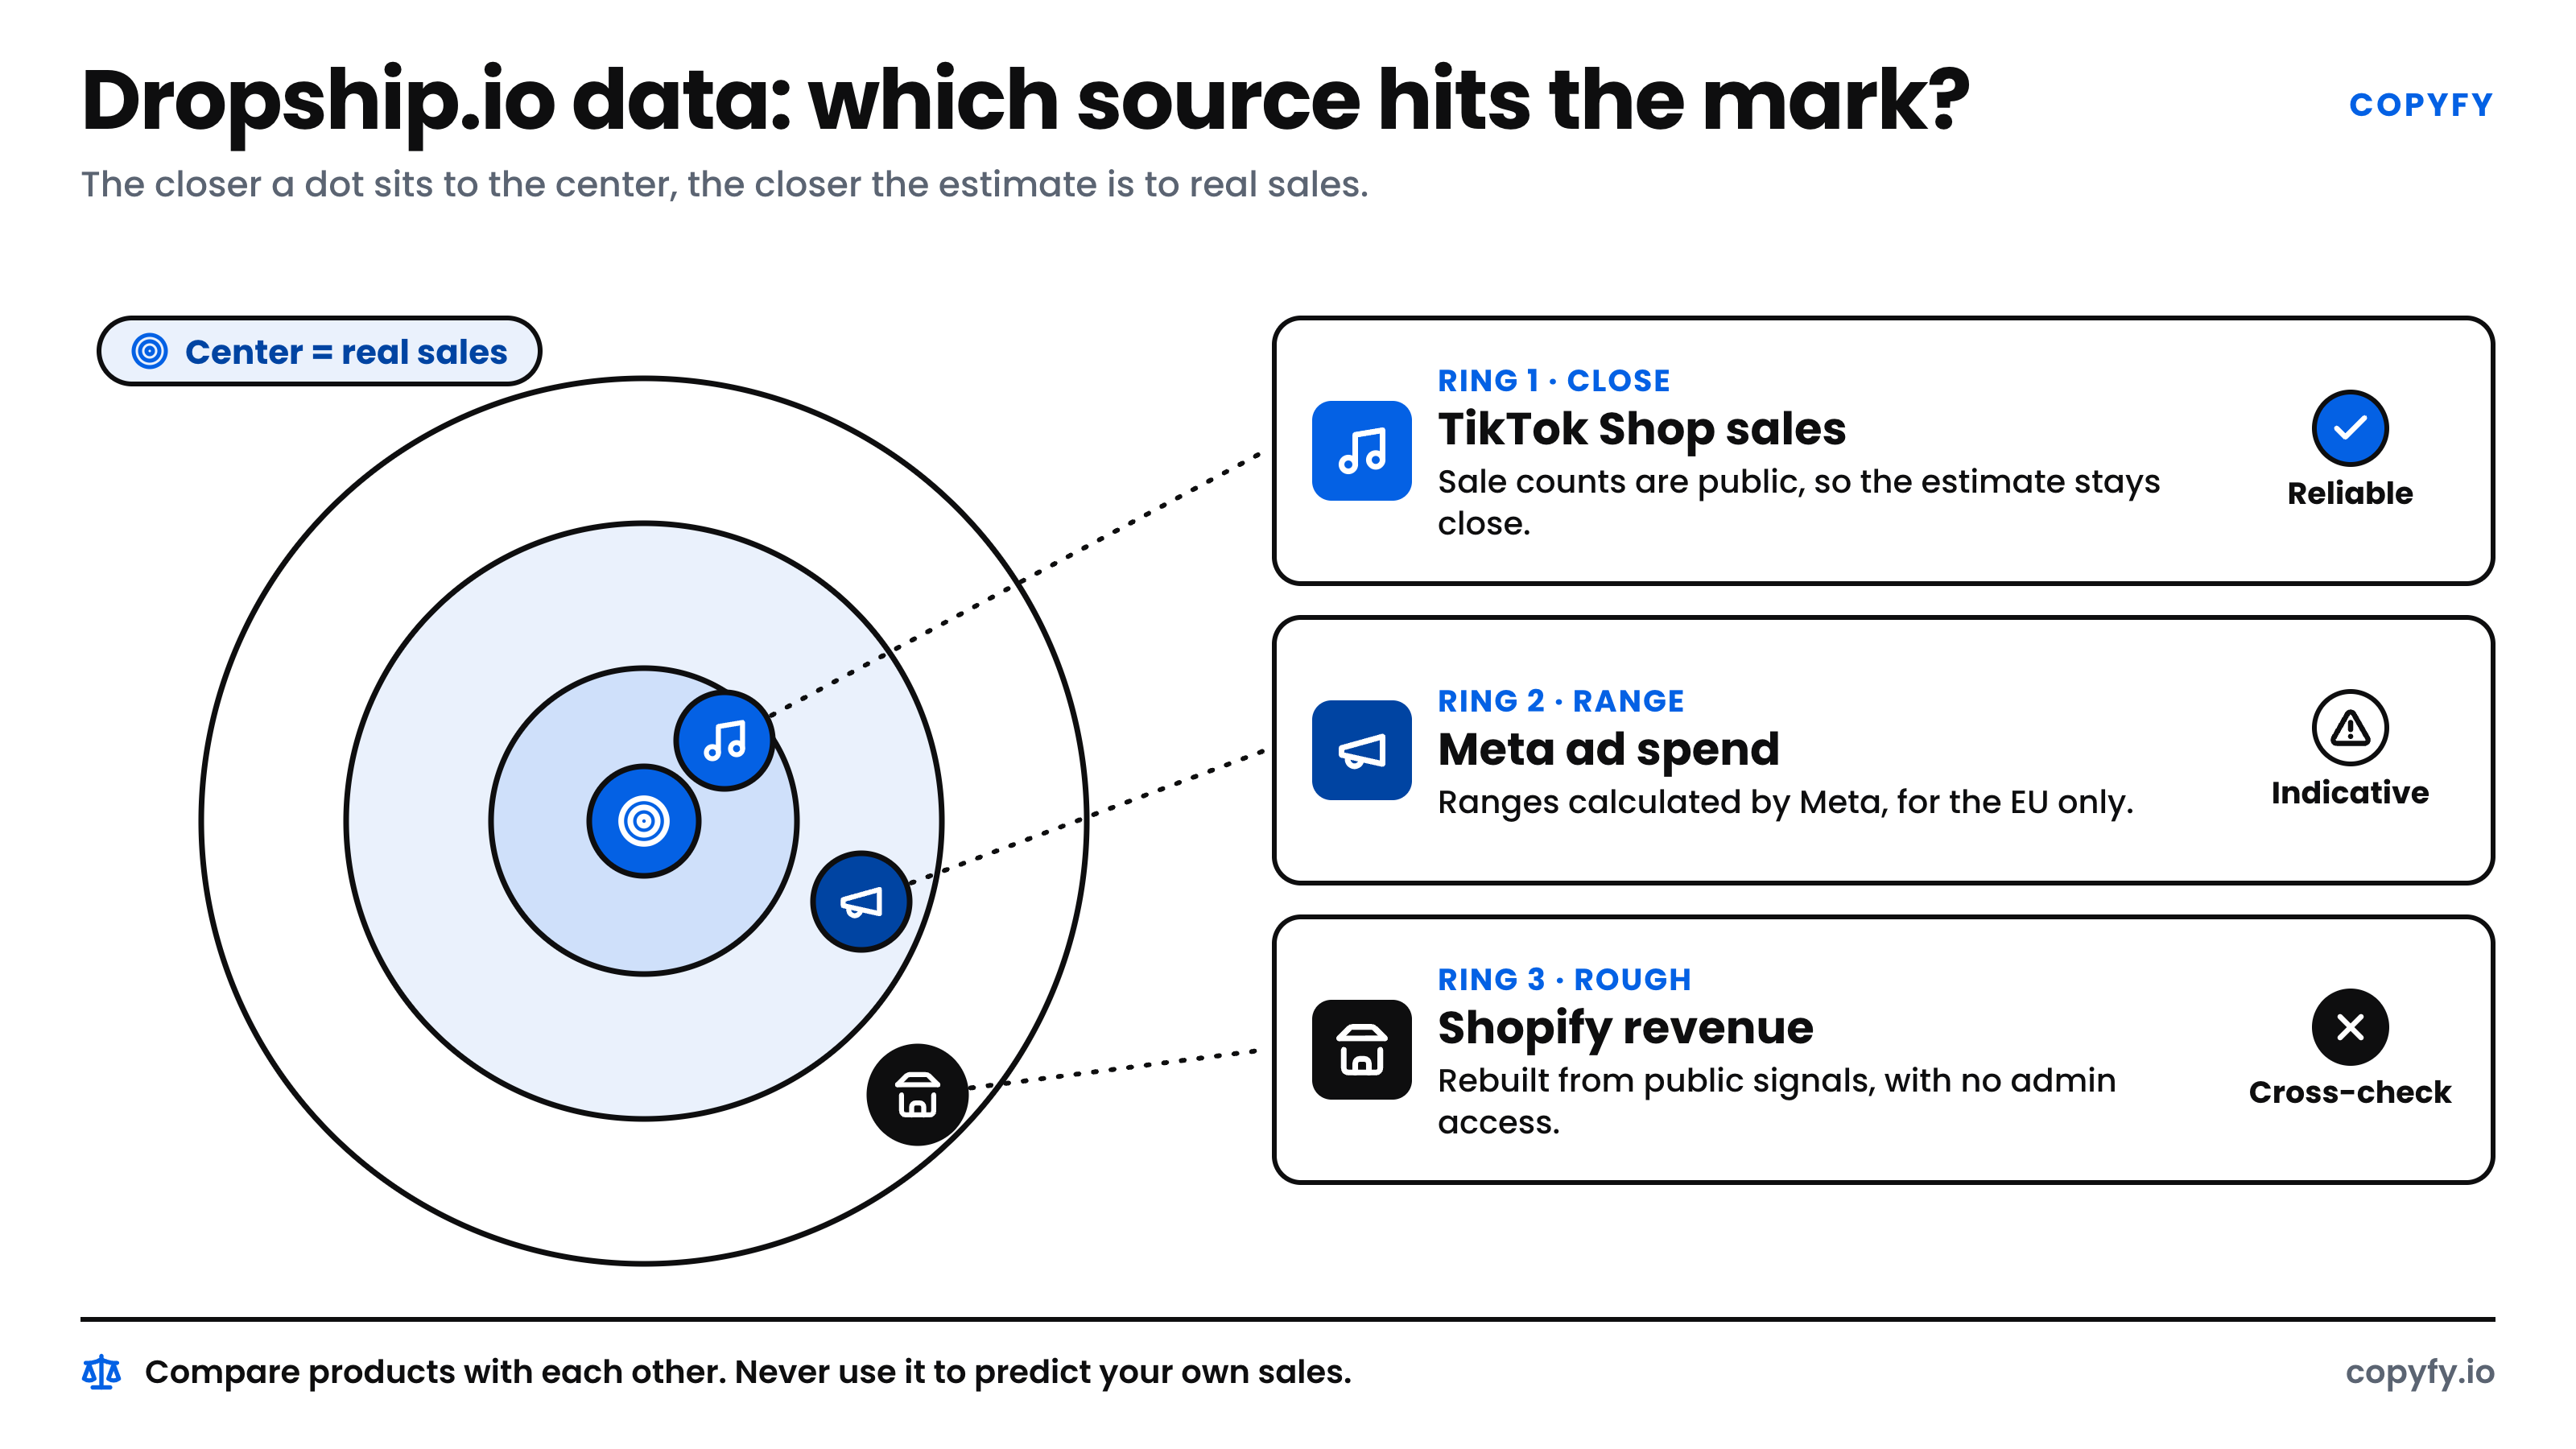 Dropship.io data: which source hits the mark?
COPYFY
The closer a dot sits to the center, the closer the estimate is to real sales.
Center = real sales
RING 1 · CLOSE
TikTok Shop sales
Sale counts are public, so the estimate stays
close.
Reliable
RING 2 · RANGE
Meta ad spend
Ranges calculated by Meta, for the EU only.
Indicative
RING 3 · ROUGH
Shopify revenue
Rebuilt from public signals, with no admin
access.
Cross-check
Compare products with each other. Never use it to predict your own sales.
copyfy.io